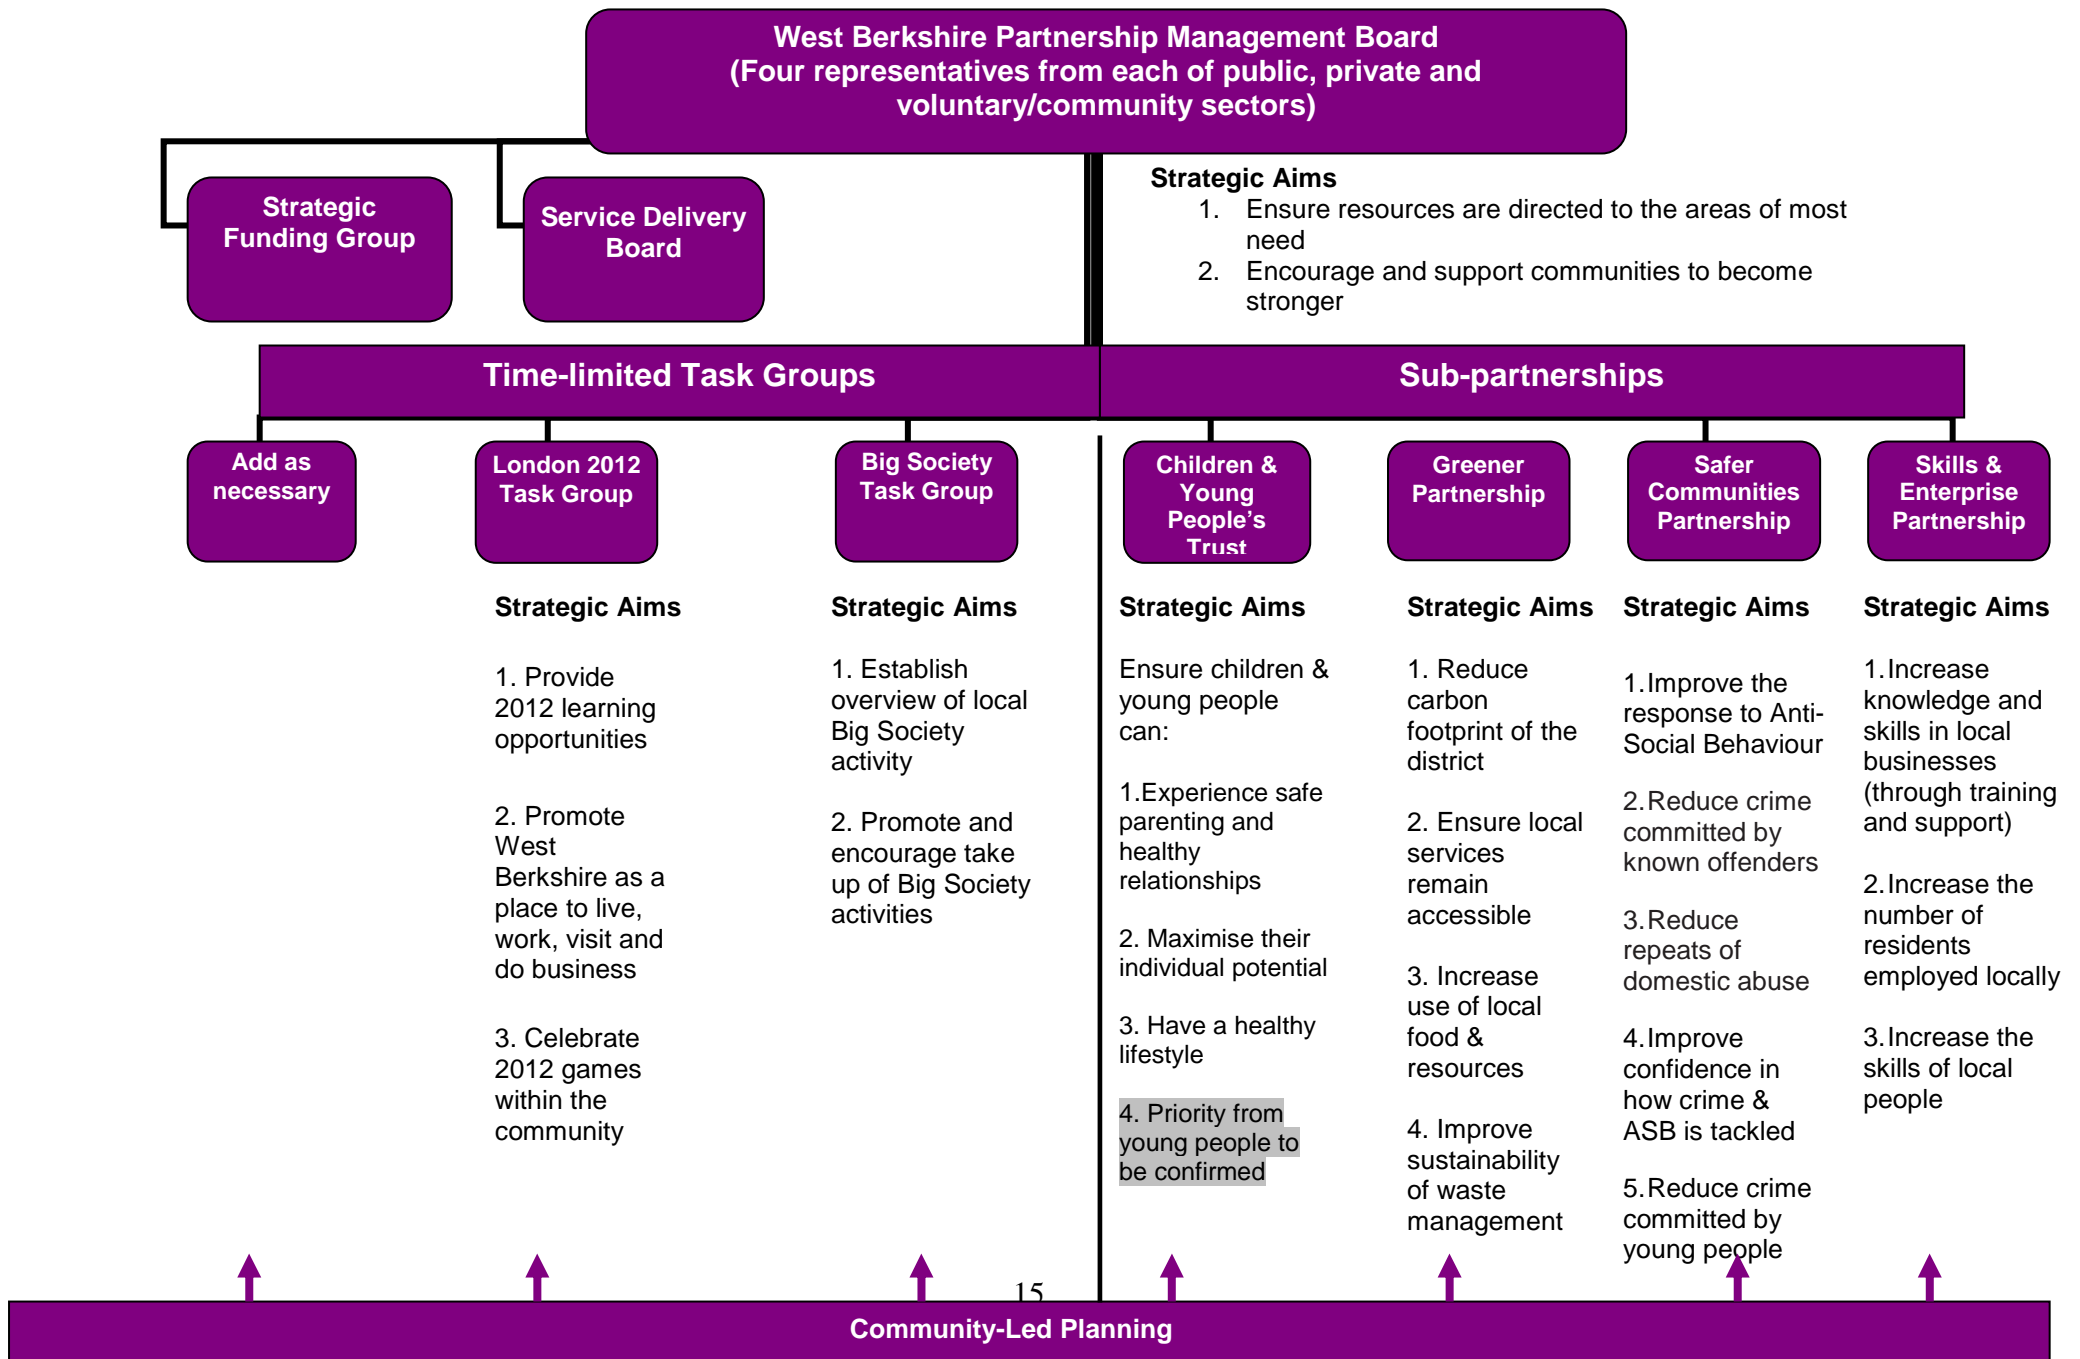 West Berkshire Partnership Management Board
(Four representatives from each of public, private and
voluntary/community sectors)
Strategic
Funding Group
Service Delivery
Board
Strategic Aims
1. Ensure resources are directed to the areas of most
need
2. Encourage and support communities to become
stronger
Time-limited Task Groups
Sub-partnerships
Add as
necessary
London 2012
Task Group
Big Society
Task Group
Children &
Young
People’s
Trust
Greener
Partnership
Safer
Communities
Partnership
Skills &
Enterprise
Partnership
Strategic Aims
1. Provide
2012 learning
opportunities
2. Promote
West
Berkshire as a
place to live,
work, visit and
do business
3. Celebrate
2012 games
within the
community
Strategic Aims
1. Establish
overview of local
Big Society
activity
2. Promote and
encourage take
up of Big Society
activities
Strategic Aims
Ensure children &
young people
can:
1.Experience safe
parenting and
healthy
relationships
2. Maximise their
individual potential
3. Have a healthy
lifestyle
4. Priority from
young people to
be confirmed
Strategic Aims
1. Reduce
carbon
footprint of the
district
2. Ensure local
services
remain
accessible
3. Increase
use of local
food &
resources
4. Improve
sustainability
of waste
management
Strategic Aims
1.Improve the
response to Anti-
Social Behaviour
2.Reduce crime
committed by
known offenders
3.Reduce
repeats of
domestic abuse
4.Improve
confidence in
how crime &
ASB is tackled
5.Reduce crime
committed by
young people
Strategic Aims
1.Increase
knowledge and
skills in local
businesses
(through training
and support)
2.Increase the
number of
residents
employed locally
3.Increase the
skills of local
people
15
Community-Led Planning